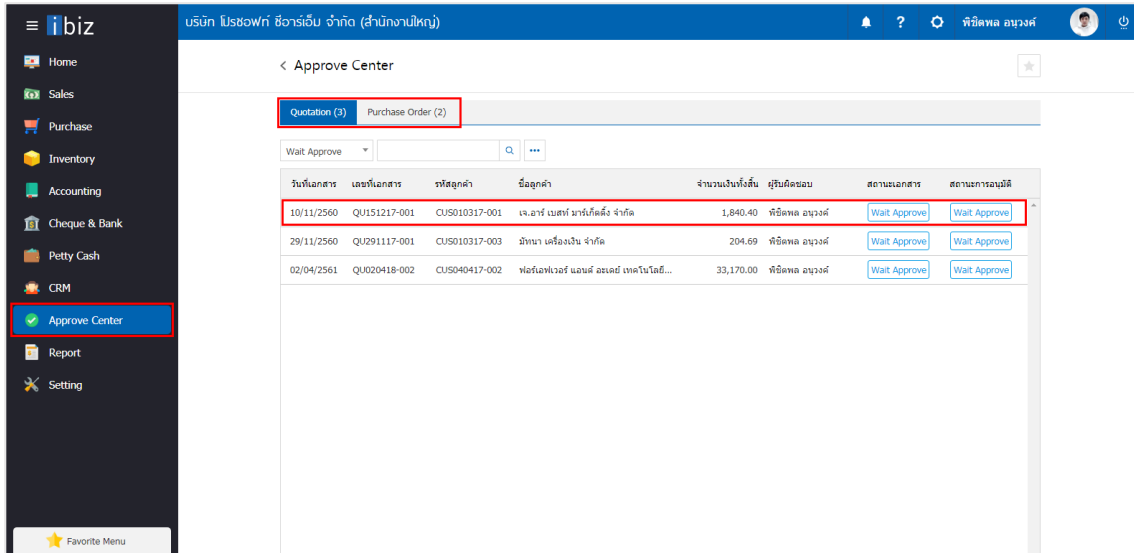 ibiz
บริษัท โปรซอฟท์ ซีอาร์เอ็ม จำกัด (สำนักงานใหญ่)
?
พิชิตพล อนุวงค์
Home
Sales
Purchase
Inventory
Accounting
Cheque & Bank
Petty Cash
CRM
Approve Center
Report
Setting
Favorite Menu
< Approve Center
Quotation (3) Purchase Order (2)
Wait Approve
วันที่เอกสาร เลขที่เอกสาร รหัสลูกค้า ชื่อลูกค้า จำนวนเงินทั้งสิ้น ผู้รับผิดชอบ สถานะเอกสาร สถานะการอนุมัติ
10/11/2560 QU151217-001 CUS010317-001 เจ.อาร์ เบสท์ มาร์เก็ตติ้ง จำกัด 1,840.40 พิชิตพล อนุวงค์ Wait Approve Wait Approve
29/11/2560 QU291117-001 CUS010317-003 มัทนา เครื่องเงิน จำกัด 204.69 พิชิตพล อนุวงค์ Wait Approve Wait Approve
02/04/2561 QU020418-002 CUS040417-002 ฟอร์เอฟเวอร์ แอนด์ อะเดย์ เทคโนโลยี... 33,170.00 พิชิตพล อนุวงค์ Wait Approve Wait Approve